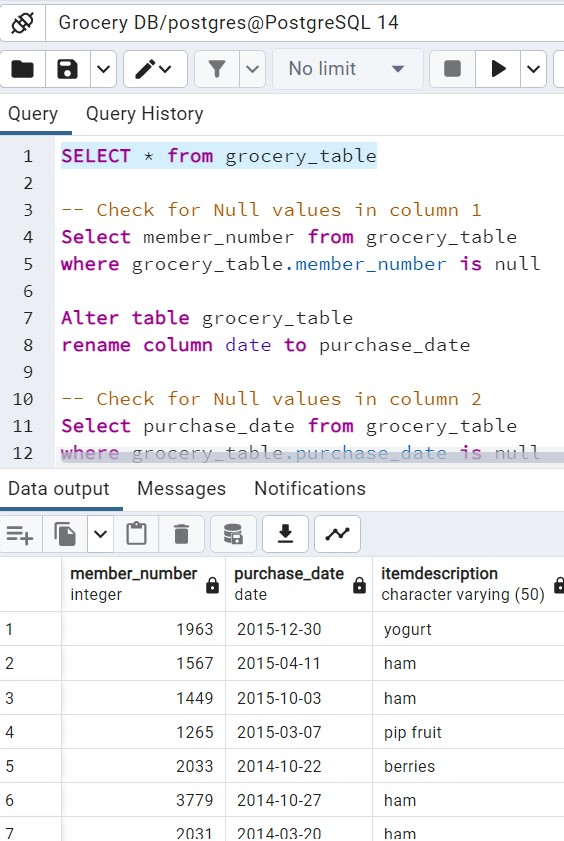 Grocery DB/postgres@PostgreSQL 14
No limit
Query Query History
1 SELECT * from grocery_table
2
3 -- Check for Null values in column 1
4 Select member_number from grocery_table
5 where grocery_table.member_number is null
6
7 Alter table grocery_table
8 rename column date to purchase_date
9
10 -- Check for Null values in column 2
11 Select purchase_date from grocery_table
12 where grocery_table.purchase_date is null
Data output Messages Notifications
member_number purchase_date itemdescription
integer date character varying (50)
1 1963 2015-12-30 yogurt
2 1567 2015-04-11 ham
3 1449 2015-10-03 ham
4 1265 2015-03-07 pip fruit
5 2033 2014-10-22 berries
6 3779 2014-10-27 ham
7 2031 2014-03-20 ham